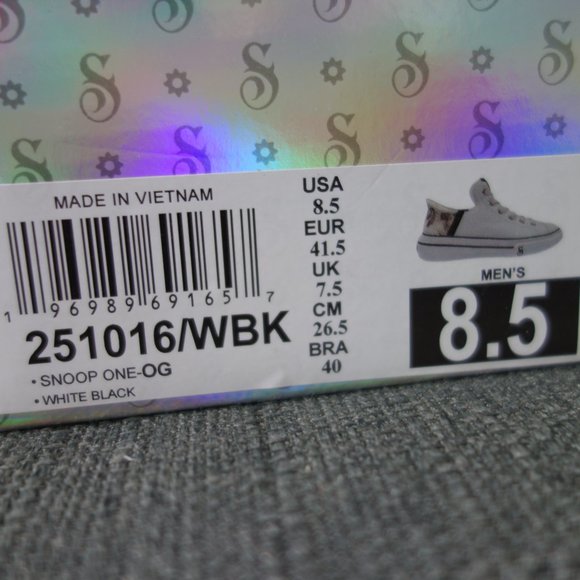 MADE IN VIETNAM
1 96989 69165 7
251016/WBK
• SNOOP ONE-OG
• WHITE BLACK
USA
8.5
EUR
41.5
UK
7.5
CM
26.5
BRA
40
MEN'S
8.5